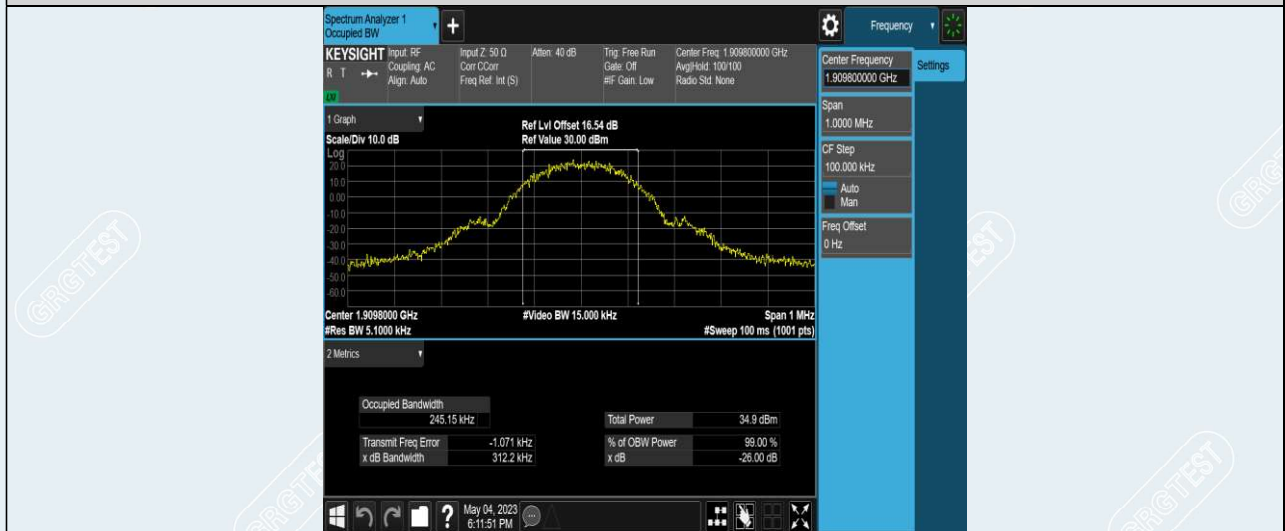 Spectrum Analyzer 1
Occupied BW
+
Frequency
KEYSIGHT
R T
Input: RF
Coupling: AC
Align: Auto
Input Z: 50 Ω
Corr CCorr
Freq Ref: Int (S)
Atten: 40 dB
Trig: Free Run
Gate: Off
#IF Gain: Low
Center Freq: 1.909800000 GHz
Avg|Hold: 100/100
Radio Std: None
Center Frequency
1.909800000 GHz
Settings
Span
1.0000 MHz
CF Step
100.000 kHz
Auto
Man
Freq Offset
0 Hz
1 Graph
Scale/Div 10.0 dB
Ref Lvl Offset 16.54 dB
Ref Value 30.00 dBm
Log
20.0
10.0
0.00
-10.0
-20.0
-30.0
-40.0
-50.0
-60.0
Center 1.9098000 GHz
#Video BW 15.000 kHz
Span 1 MHz
#Res BW 5.1000 kHz
#Sweep 100 ms (1001 pts)
2 Metrics
Occupied Bandwidth
245.15 kHz
Total Power 34.9 dBm
Transmit Freq Error -1.071 kHz
% of OBW Power 99.00 %
x dB Bandwidth 312.2 kHz
x dB -26.00 dB
?
May 04, 2023
6:11:51 PM
GRGTEST
GRGTEST
GRGTEST
GRGTEST
GRGTEST